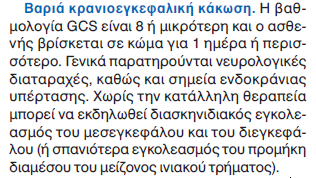 Βαριά κρανιοεγκεφαλική κάκωση. Η βαθ-
μολογία GCS είναι 8 ή μικρότερη και ο ασθε-
νής βρίσκεται σε κώμα για 1 ημέρα ή περισ-
σότερο. Γενικά παρατηρούνται νευρολογικές
διαταραχές, καθώς και σημεία ενδοκράνιας
υπέρτασης. Χωρίς την κατάλληλη θεραπεία
μπορεί να εκδηλωθεί διασκηνιδιακός εγκολε-
ασμός του μεσεγκεφάλου και του διεγκεφά-
λου (ή σπανιότερα εγκολεασμός του προμήκη
διαμέσου του μείζονος ινιακού τρήματος).